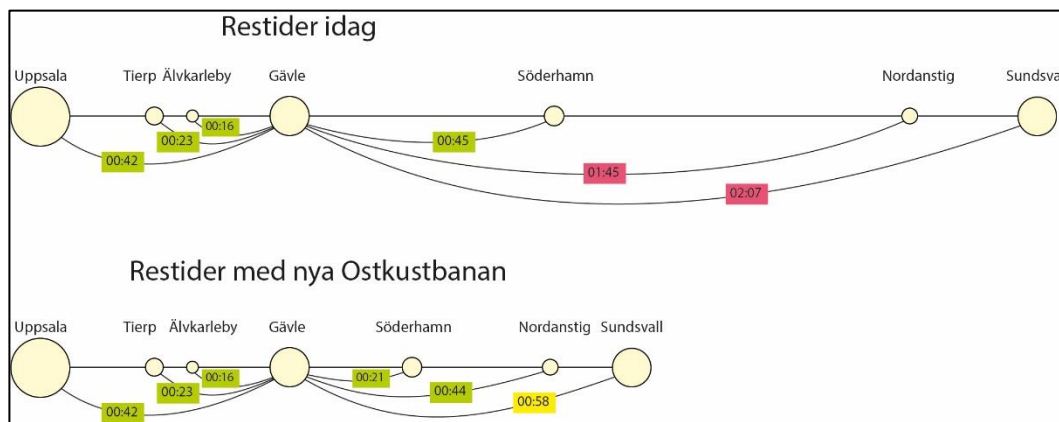 Restider idag
Uppsala Tierp Älvkarleby Gävle Söderhamn Nordanstig Sundsval
00:16
00:23
00:45
00:42
01:45
02:07
Restider med nya Ostkustbanan
Uppsala Tierp Älvkarleby Gävle Söderhamn Nordanstig Sundsvall
00:16 00:21
00:23 00:44
00:42 00:58